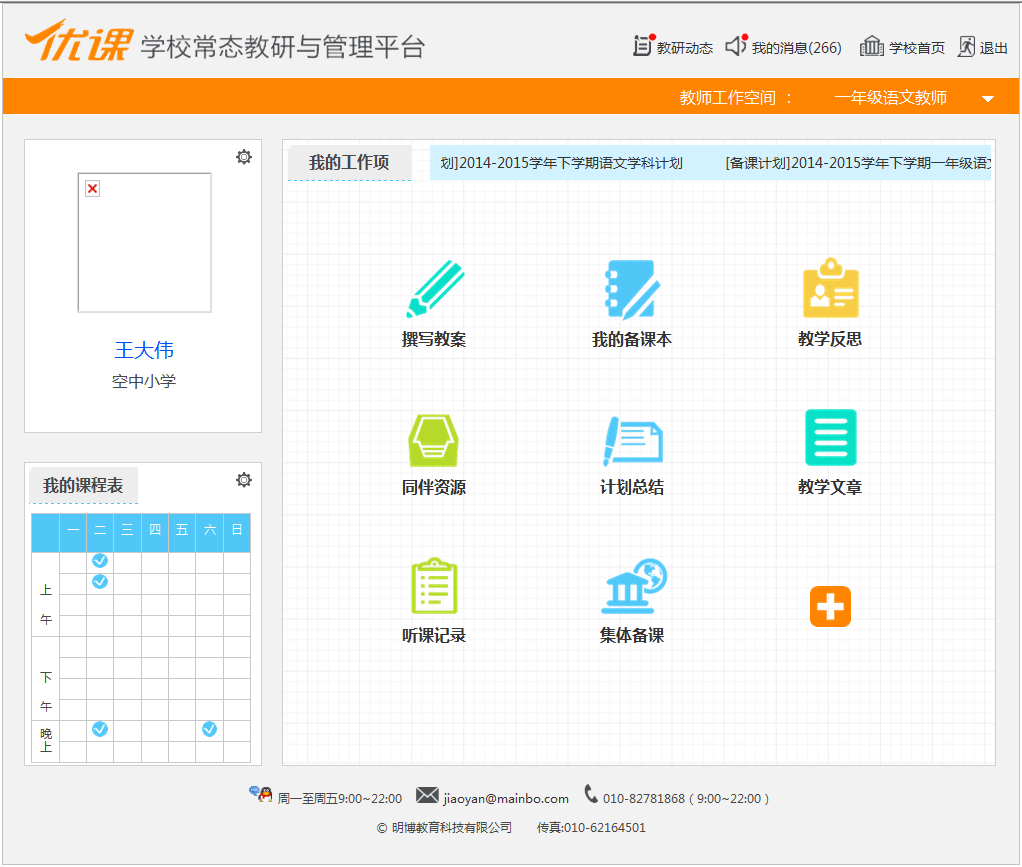 优课 学校常态教研与管理平台
教研动态 我的消息(266) 学校首页 退出
教师工作空间 ： 一年级语文教师
我的工作项 划]2014-2015学年下学期语文学科计划 [备课计划]2014-2015学年下学期一年级语文
王大伟
空中小学
撰写教案 我的备课本 教学反思
同伴资源 计划总结 教学文章
听课记录 集体备课
我的课程表
一 二 三 四 五 六 日
上
午
下
午
晚
上
周一至周五9:00~22:00 jiaoyan@mainbo.com 010-82781868 ( 9:00~22:00 )
© 明博教育科技有限公司 传真:010-62164501